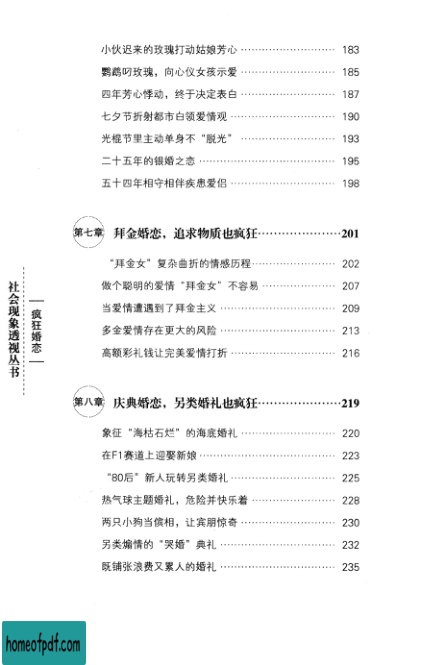 小伙迟来的玫瑰打动姑娘芳心 ………………………… 183
鹦鹉叼玫瑰，向心仪女孩示爱 ………………………… 185
四年芳心悸动，终于决定表白 ………………………… 187
七夕节折射都市白领爱情观 …………………………… 190
光棍节里主动单身不“脱光” ………………………… 193
二十五年的银婚之恋 …………………………………… 195
五十四年相守相伴疾患爱侣 …………………………… 198
第七章 拜金婚恋，追求物质也疯狂…………………201
“拜金女”复杂曲折的情感历程……………………… 202
做个聪明的爱情“拜金女”不容易 ………………… 207
当爱情遭遇到了拜金主义 ……………………………… 209
多金爱情存在更大的风险 ……………………………… 213
高额彩礼钱让完美爱情打折 …………………………… 216
第八章 庆典婚恋，另类婚礼也疯狂…………………219
象征“海枯石烂”的海底婚礼 ………………………… 220
在F1赛道上迎娶新娘 …………………………………… 223
“80后”新人玩转另类婚礼 …………………………… 225
热气球主题婚礼，危险并快乐着 ……………………… 228
两只小狗当傧相，让宾朋惊奇 ………………………… 230
另类煽情的“哭婚”典礼 ……………………………… 232
既铺张浪费又累人的婚礼 ……………………………… 235
社会现象透视丛书
疯狂婚恋
homeofpdf.com